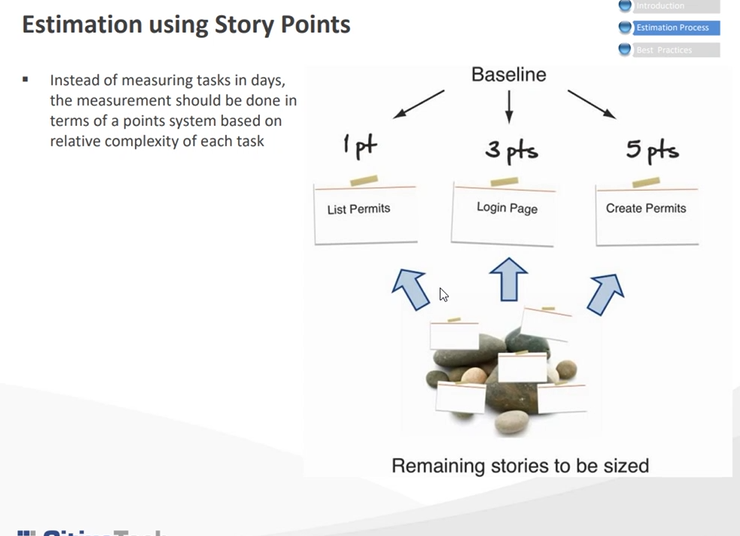 Estimation using Story Points
Introduction
Estimation Process
Best Practices
▪ Instead of measuring tasks in days,
the measurement should be done in
terms of a points system based on
relative complexity of each task
Baseline
1 pt
3 pts
5 pts
List Permits
Login Page
Create Permits
Remaining stories to be sized